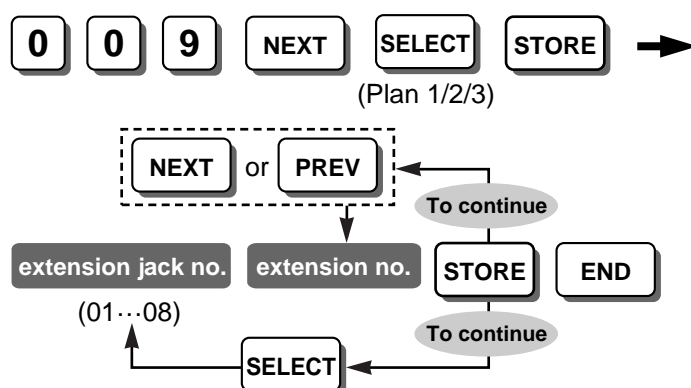 0 0 9 NEXT SELECT STORE
(Plan 1/2/3)
NEXT or PREV
To continue
extension jack no. extension no. STORE END
(01···08)
To continue
SELECT